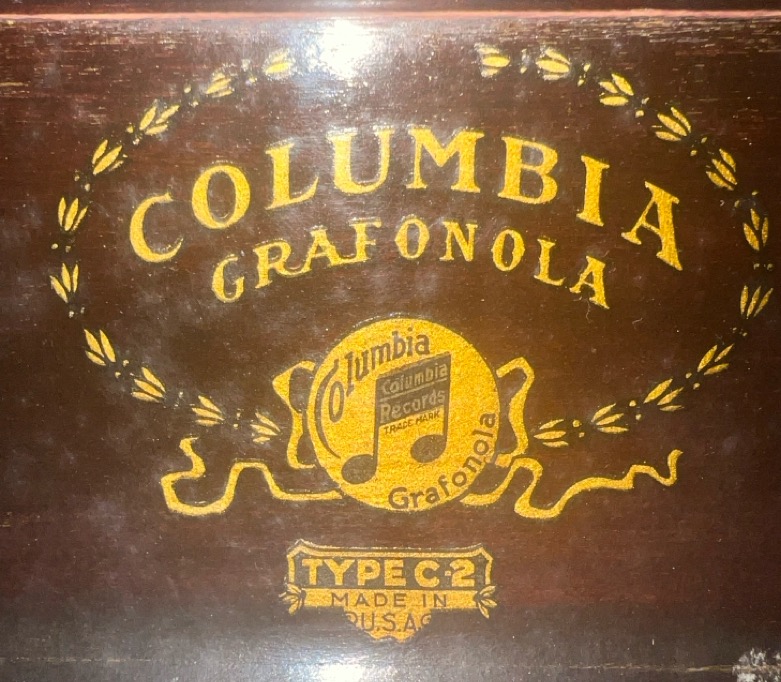 COLUMBIA
GRAFONOLA
Columbia
Columbia
Records
TRADE MARK
Grafonola
TYPE C-2
MADE IN
U.S.A.